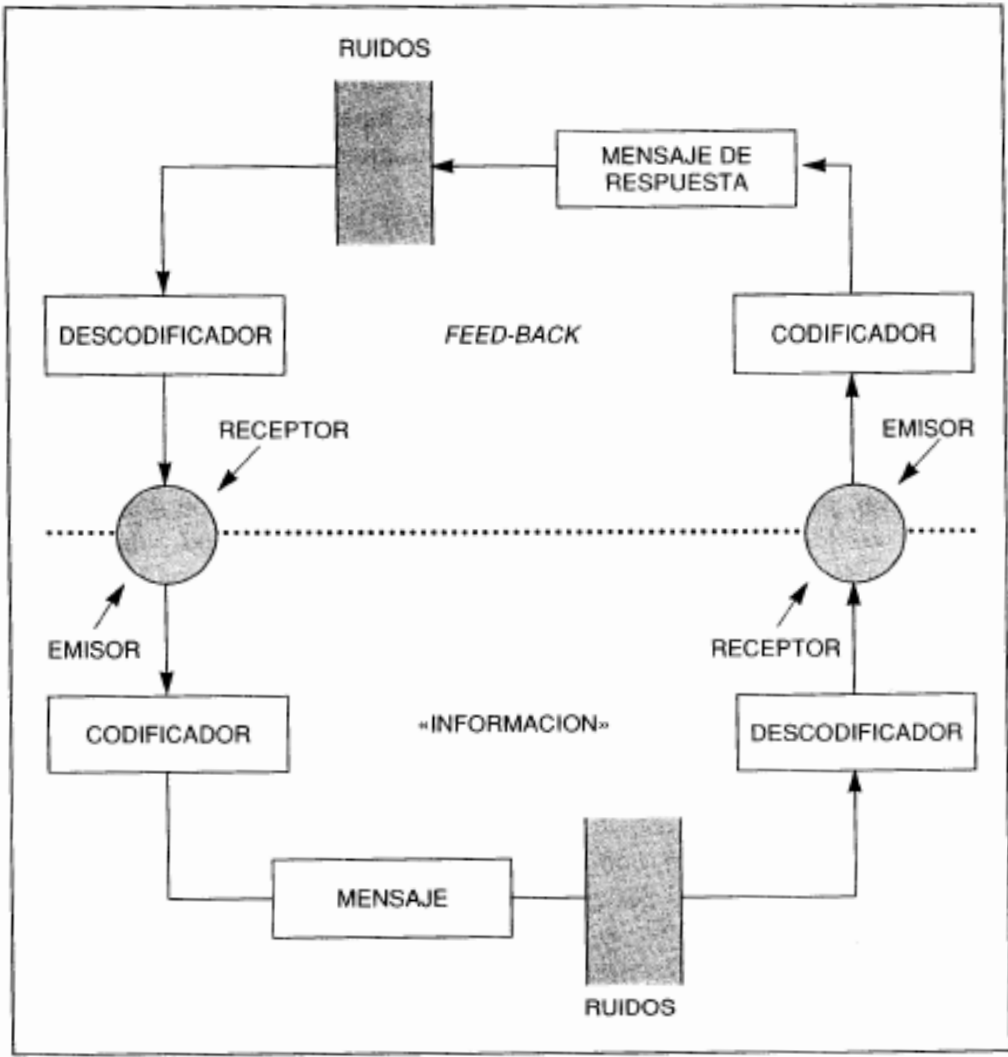 RUIDOS
MENSAJE DE
RESPUESTA
DESCODIFICADOR
FEED-BACK
CODIFICADOR
RECEPTOR
EMISOR
EMISOR
RECEPTOR
CODIFICADOR
«INFORMACION»
DESCODIFICADOR
MENSAJE
RUIDOS